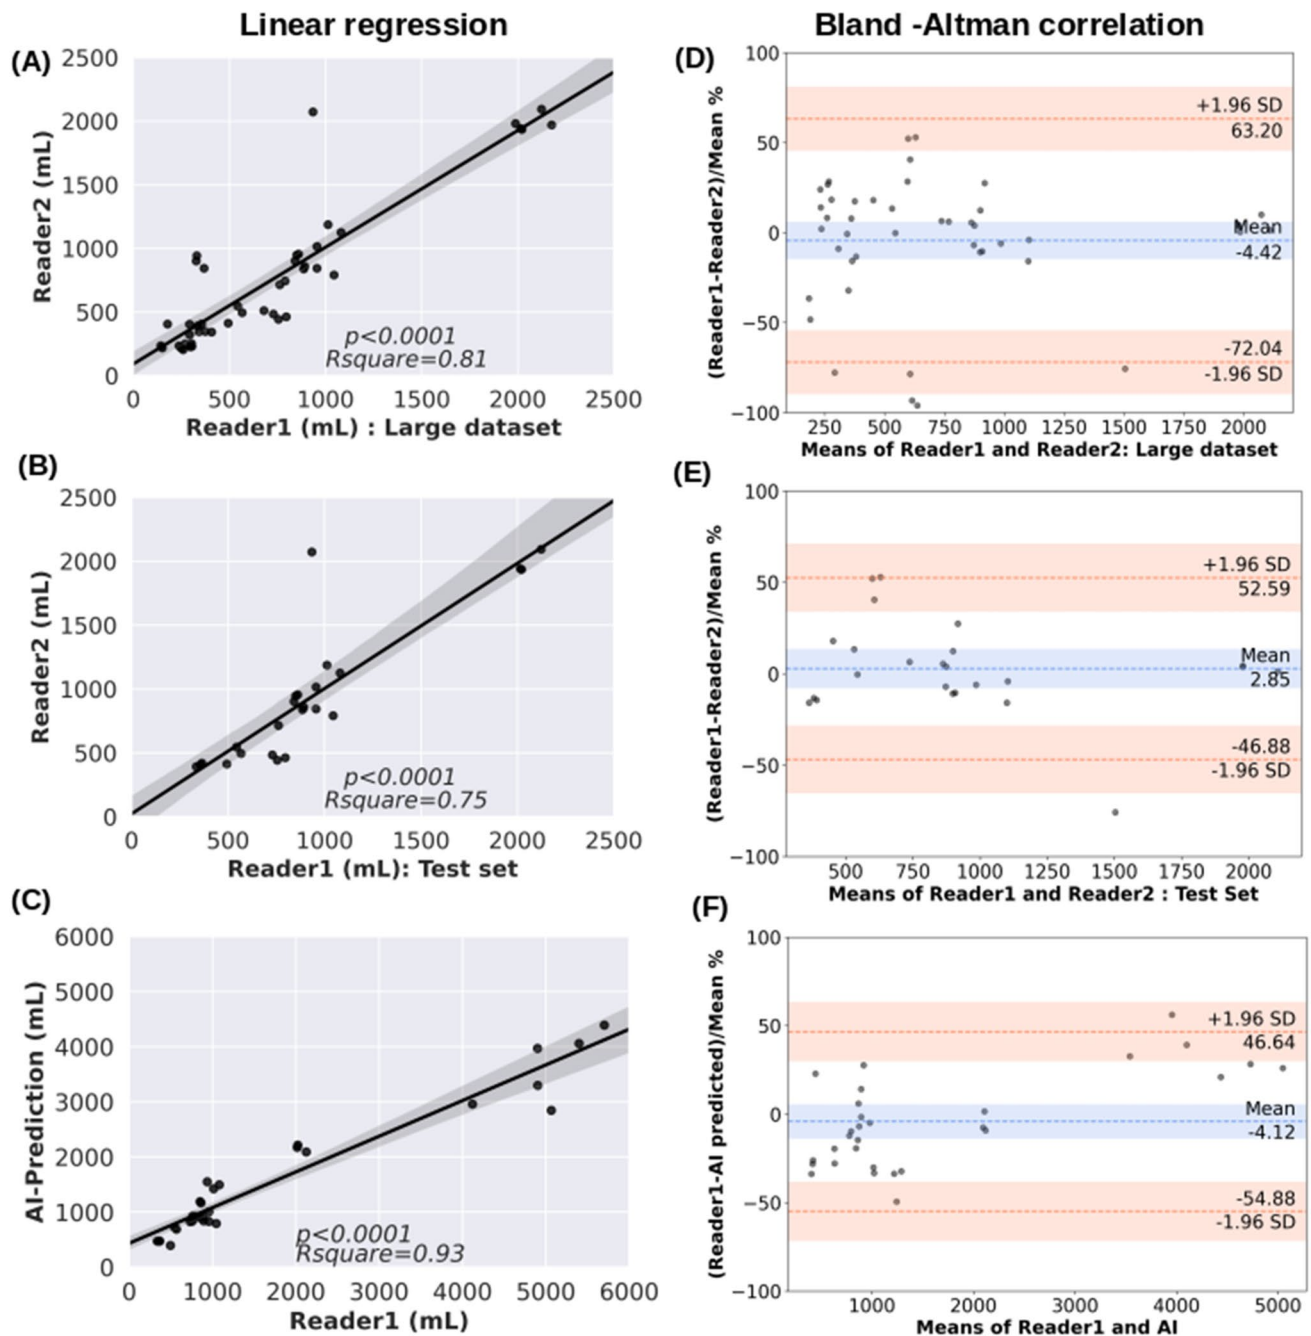 Linear regression
Bland -Altman correlation
(A)
2500
2000
1500
1000
500
0
Reader2 (mL)
p<0.0001
Rsquare=0.81
0 500 1000 1500 2000 2500
Reader1 (mL) : Large dataset
(D)
100
50
0
−50
−100
(Reader1-Reader2)/Mean %
+1.96 SD
63.20
Mean
-4.42
-72.04
-1.96 SD
250 500 750 1000 1250 1500 1750 2000
Means of Reader1 and Reader2: Large dataset
(B)
2500
2000
1500
1000
500
0
Reader2 (mL)
p<0.0001
Rsquare=0.75
0 500 1000 1500 2000 2500
Reader1 (mL): Test set
(E)
100
50
0
−50
−100
(Reader1-Reader2)/Mean %
+1.96 SD
52.59
Mean
2.85
-46.88
-1.96 SD
500 750 1000 1250 1500 1750 2000
Means of Reader1 and Reader2 : Test Set
(C)
6000
5000
4000
3000
2000
1000
0
AI-Prediction (mL)
p<0.0001
Rsquare=0.93
0 1000 2000 3000 4000 5000 6000
Reader1 (mL)
(F)
100
50
0
−50
−100
(Reader1-AI predicted)/Mean %
+1.96 SD
46.64
Mean
-4.12
-54.88
-1.96 SD
1000 2000 3000 4000 5000
Means of Reader1 and AI